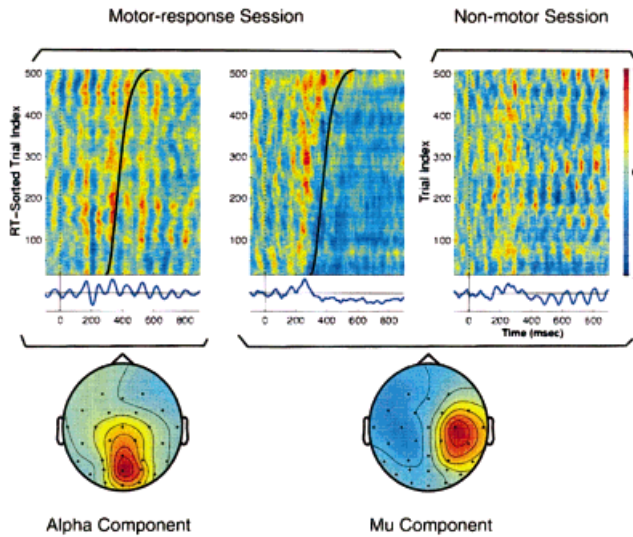 Motor-response Session
Non-motor Session
RT-Sorted Trial Index
500
400
300
200
100
0 200 400 600 800
500
400
300
200
100
0 200 400 600 800
Trial Index
500
400
300
200
100
0 200 400 600 800
Time (msec)
Alpha Component
Mu Component